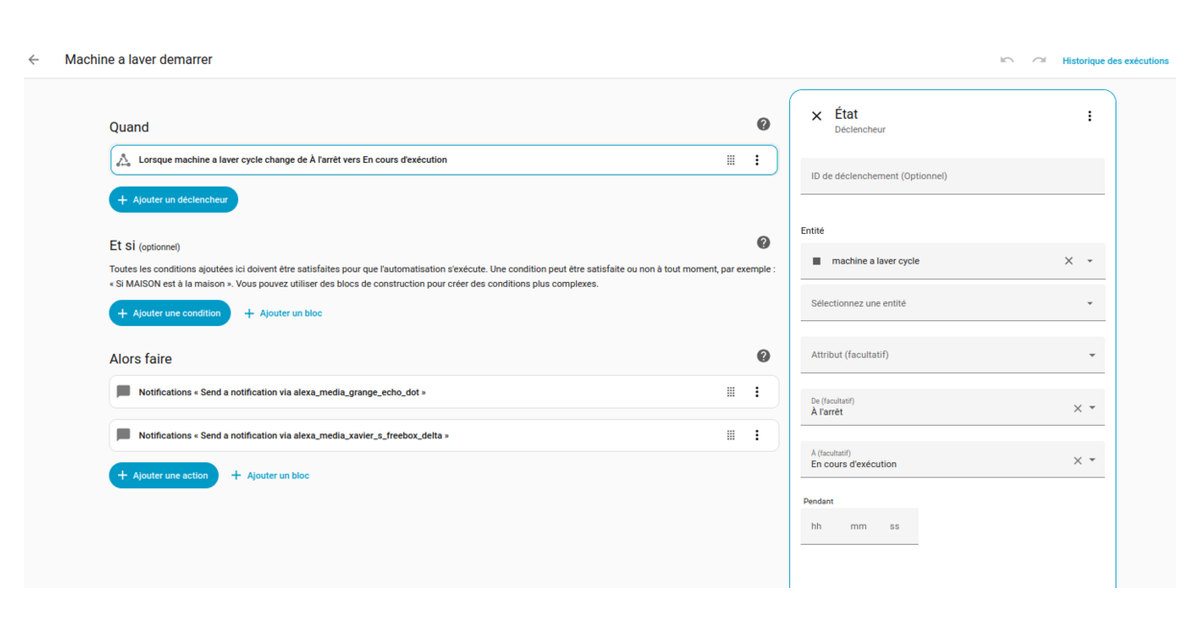 Machine a laver demarrer
Historique des exécutions
Quand
Lorsque machine a laver cycle change de À l'arrêt vers En cours d'exécution
Ajouter un déclencheur
Et si (optionnel)
Toutes les conditions ajoutées ici doivent être satisfaites pour que l'automatisation s'exécute. Une condition peut être satisfaite ou non à tout moment, par exemple :
« Si MAISON est à la maison ». Vous pouvez utiliser des blocs de construction pour créer des conditions plus complexes.
Ajouter une condition
Ajouter un bloc
Alors faire
Notifications « Send a notification via alexa_media_grange_echo_dot »
Notifications « Send a notification via alexa_media_xavier_s_freebox_delta »
Ajouter une action
Ajouter un bloc
État
Déclencheur
ID de déclenchement (Optionnel)
Entité
machine a laver cycle
Sélectionnez une entité
Attribut (facultatif)
De (facultatif)
À l'arrêt
À (facultatif)
En cours d'exécution
Pendant
hh mm ss